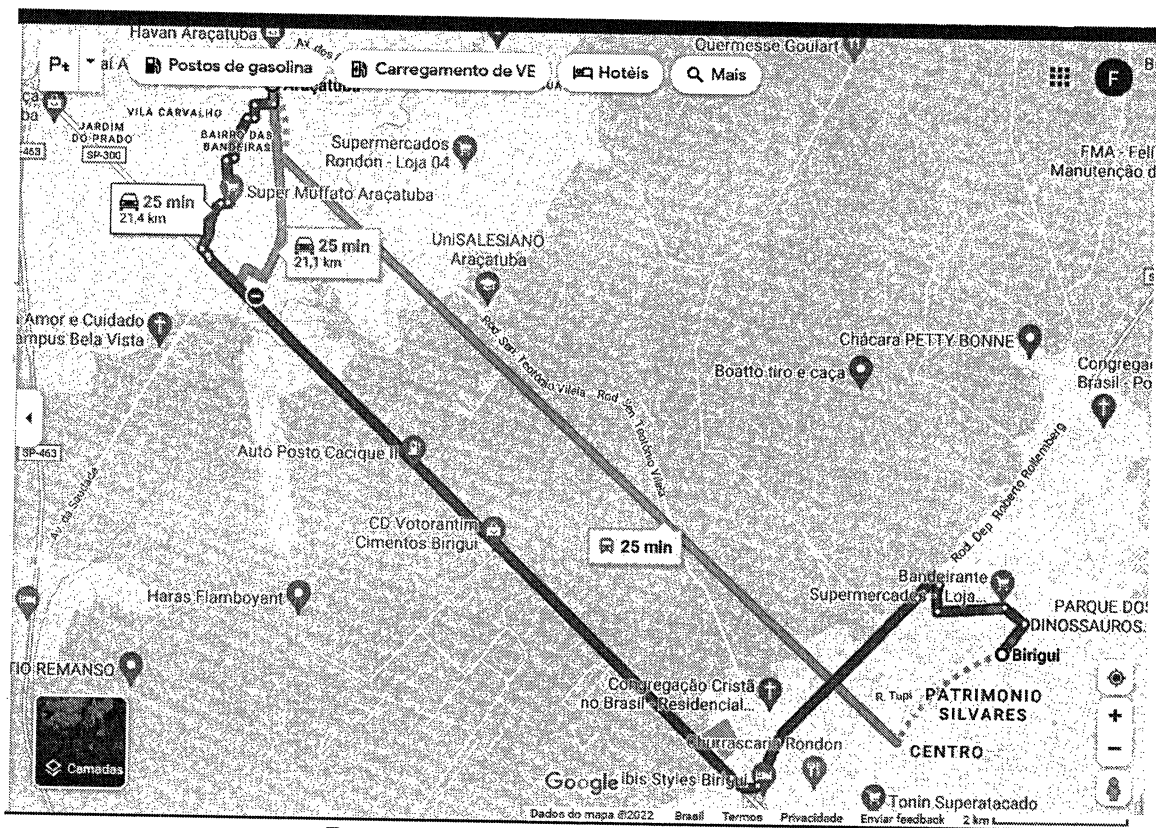 Havan Araçatuba
Quermesse Goulart
Postos de gasolina
Carregamento de VE
Hotéis
Mais
F
Araçatuba
VILA CARVALHO
JARDIM
DO PRADO
BAIRRO DAS
BANDEIRAS
SP-300
Supermercados
Rondon - Loja 04
FMA - Feli
Manutenção d
25 min
21,4 km
Super Muffato Araçatuba
25 min
21,1 km
UniSALESIANO
Araçatuba
Amor e Cuidado
ampus Bela Vista
Rod. Sen. Teotônio Vilela
Rod. Sen. Teotônio Vilela
Chácara PETTY BONNE
Boatto tiro e caça
Congregaç
Brasil - Po
SP-463
Auto Posto Cacique II
Av. da Saudade
Rod. Dep. Roberto Rollemberg
CD Votorantim
Cimentos Birigui
25 min
Haras Flamboyant
Bandeirante
Supermercados - Loja...
PARQUE DOS
DINOSSAUROS.
Birigui
TIO REMANSO
Congregação Cristã
no Brasil - Residencial...
R. Tupi
PATRIMONIO
SILVARES
Churrascaria Rondon
CENTRO
Camadas
Google
ibis Styles Birigui
Tonin Superatacado
Dados do mapa ©2022 Brasil Termos Privacidade Enviar feedback 2 km